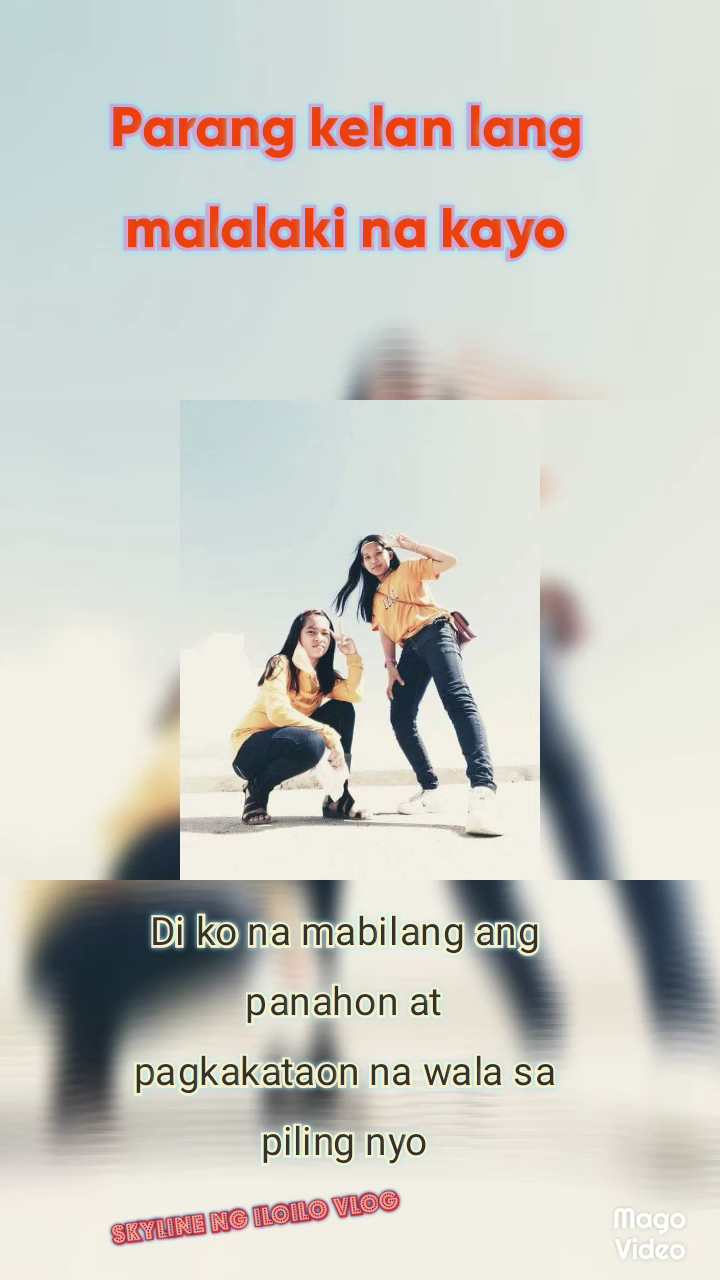 Parang kelan lang
malalaki na kayo
Di ko na mabilang ang
panahon at
pagkakataon na wala sa
piling nyo
SKYLINE NG ILOILO VLOG
Mago
Video